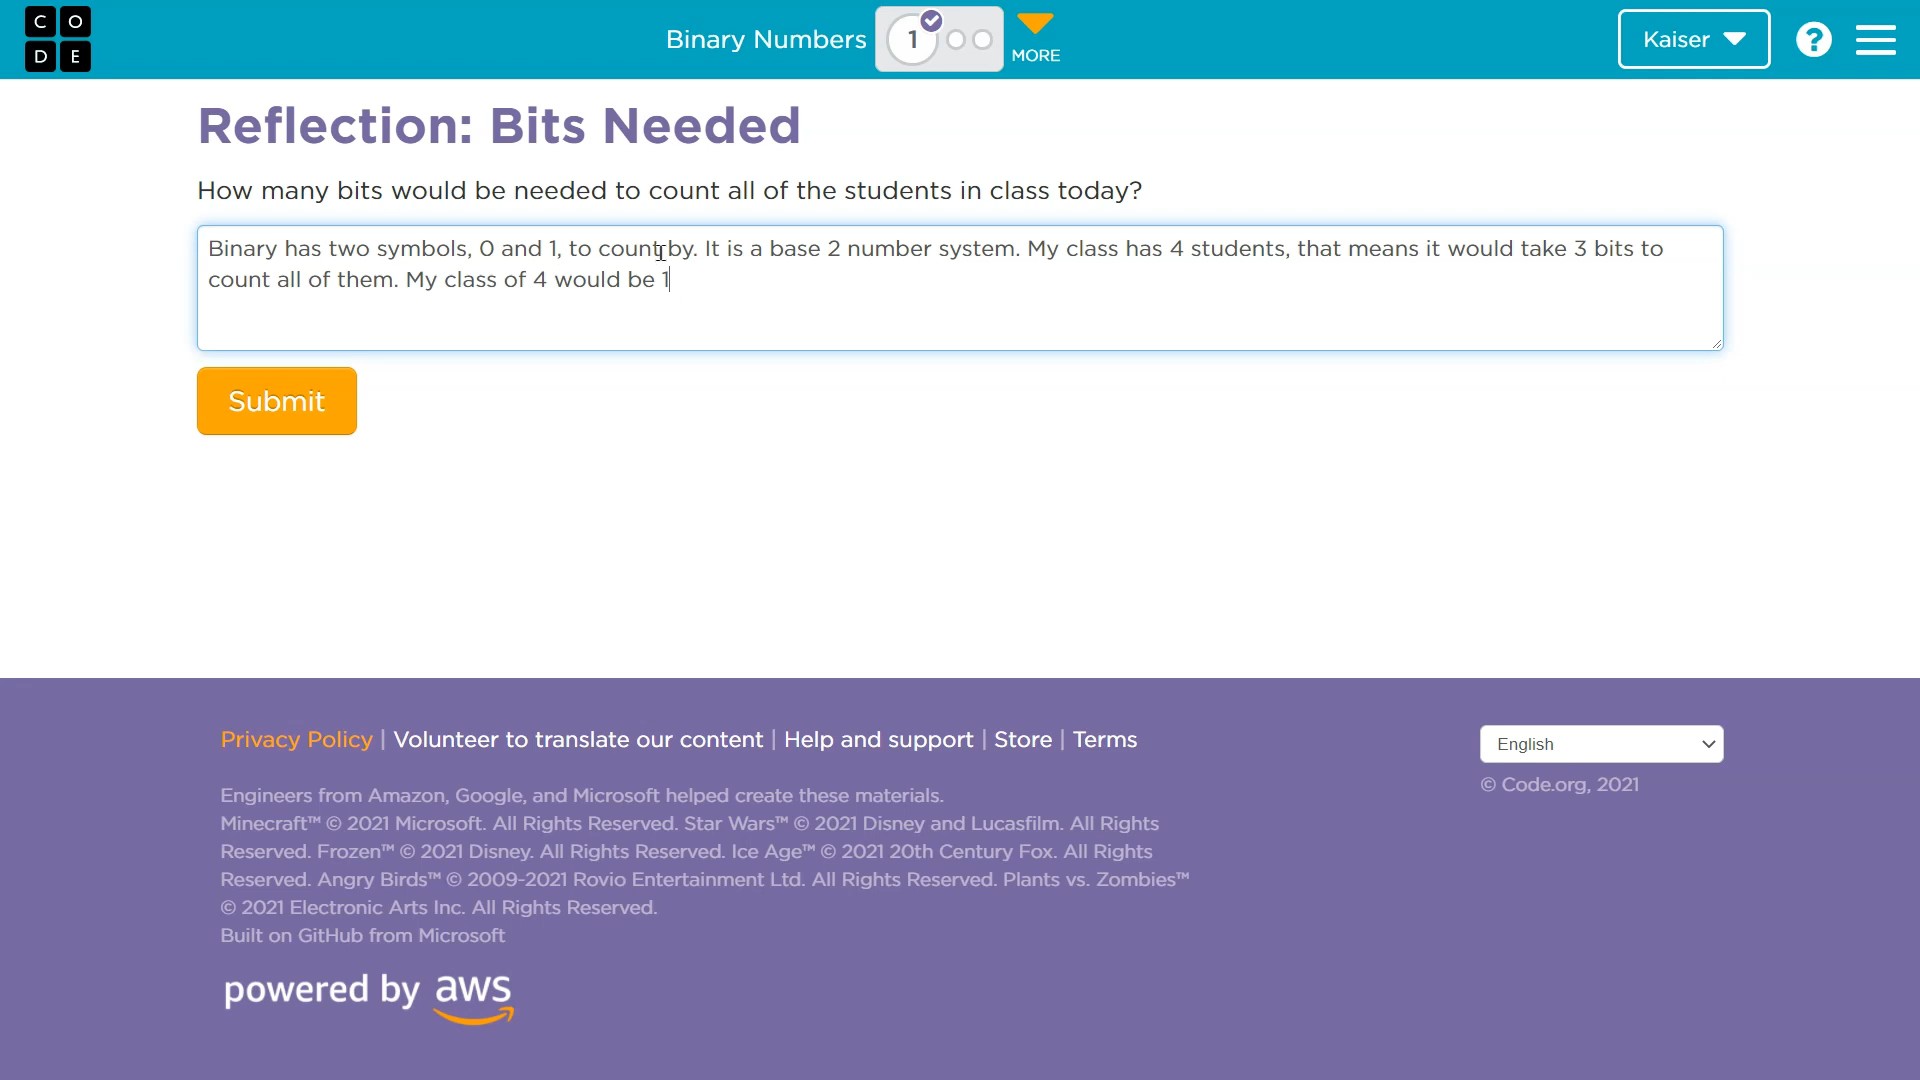 C O
D E
Binary Numbers
1
MORE
Kaiser
?
Reflection: Bits Needed
How many bits would be needed to count all of the students in class today?
Binary has two symbols, 0 and 1, to count by. It is a base 2 number system. My class has 4 students, that means it would take 3 bits to
count all of them. My class of 4 would be 1
Submit
Privacy Policy | Volunteer to translate our content | Help and support | Store | Terms
English
© Code.org, 2021
Engineers from Amazon, Google, and Microsoft helped create these materials.
Minecraft™ © 2021 Microsoft. All Rights Reserved. Star Wars™ © 2021 Disney and Lucasfilm. All Rights
Reserved. Frozen™ © 2021 Disney. All Rights Reserved. Ice Age™ © 2021 20th Century Fox. All Rights
Reserved. Angry Birds™ © 2009-2021 Rovio Entertainment Ltd. All Rights Reserved. Plants vs. Zombies™
© 2021 Electronic Arts Inc. All Rights Reserved.
Built on GitHub from Microsoft
powered by aws